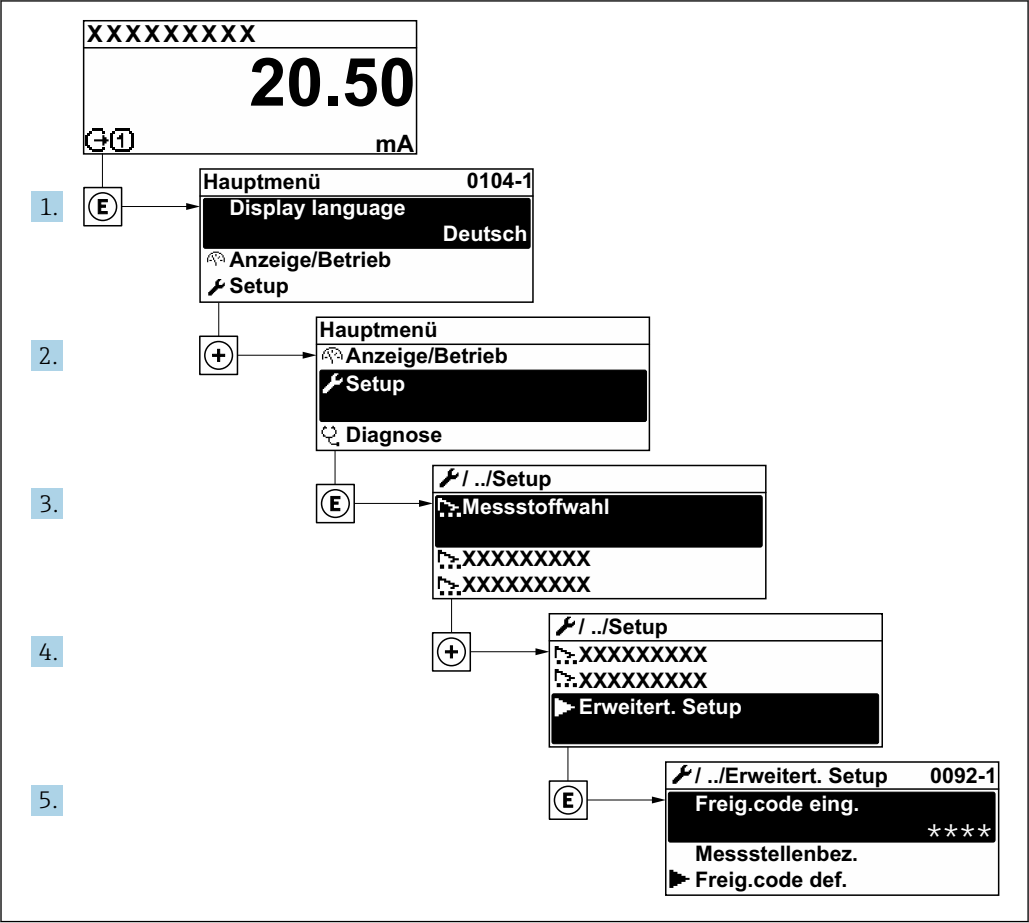 XXXXXXXXX
20.50
1 mA
1. E
Hauptmenü 0104-1
Display language
Deutsch
Anzeige/Betrieb
Setup
2. +
Hauptmenü
Anzeige/Betrieb
Setup
Diagnose
3. E
/ ../Setup
Messstoffwahl
XXXXXXXXX
XXXXXXXXX
4. +
/ ../Setup
XXXXXXXXX
XXXXXXXXX
Erweitert. Setup
5. E
/ ../Erweitert. Setup 0092-1
Freig.code eing.
****
Messstellenbez.
Freig.code def.